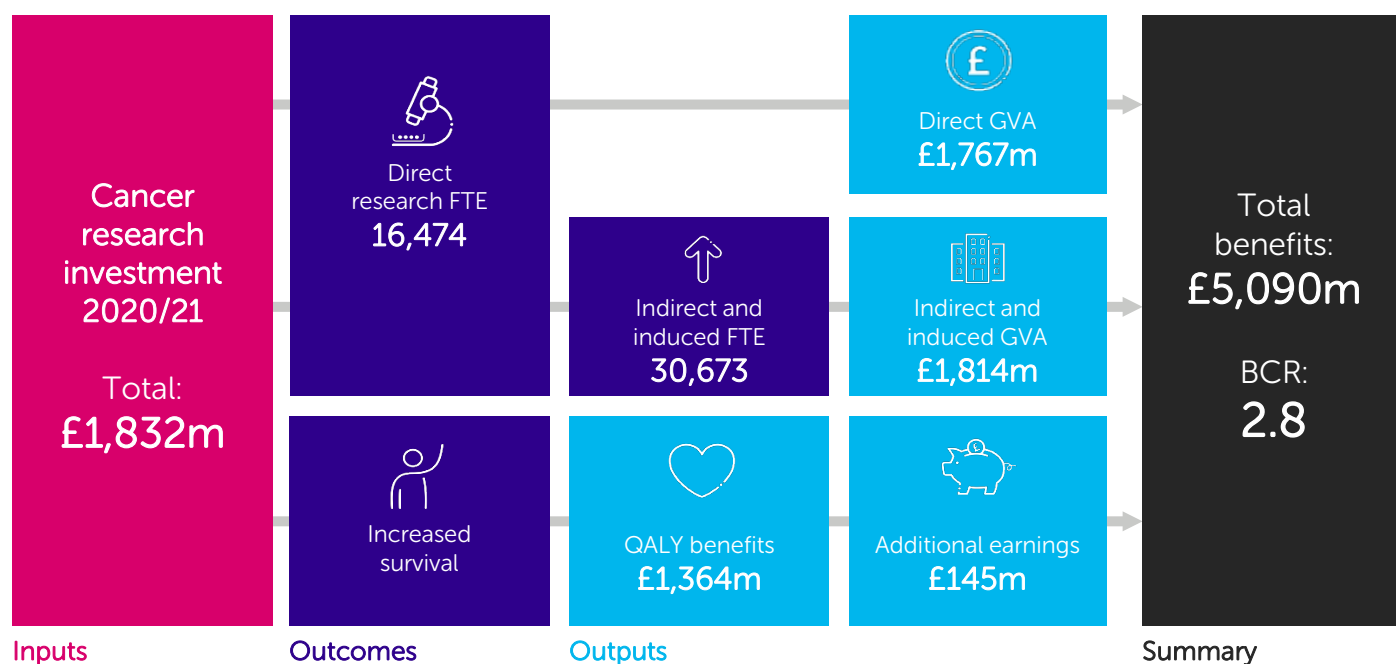 Cancer
research
investment
2020/21
Total:
£1,832m
Direct
research FTE
16,474
Indirect and
induced FTE
30,673
Increased
survival
£
Direct GVA
£1,767m
Indirect and
induced GVA
£1,814m
QALY benefits
£1,364m
£
Additional earnings
£145m
Total
benefits:
£5,090m
BCR:
2.8
Inputs
Outcomes
Outputs
Summary